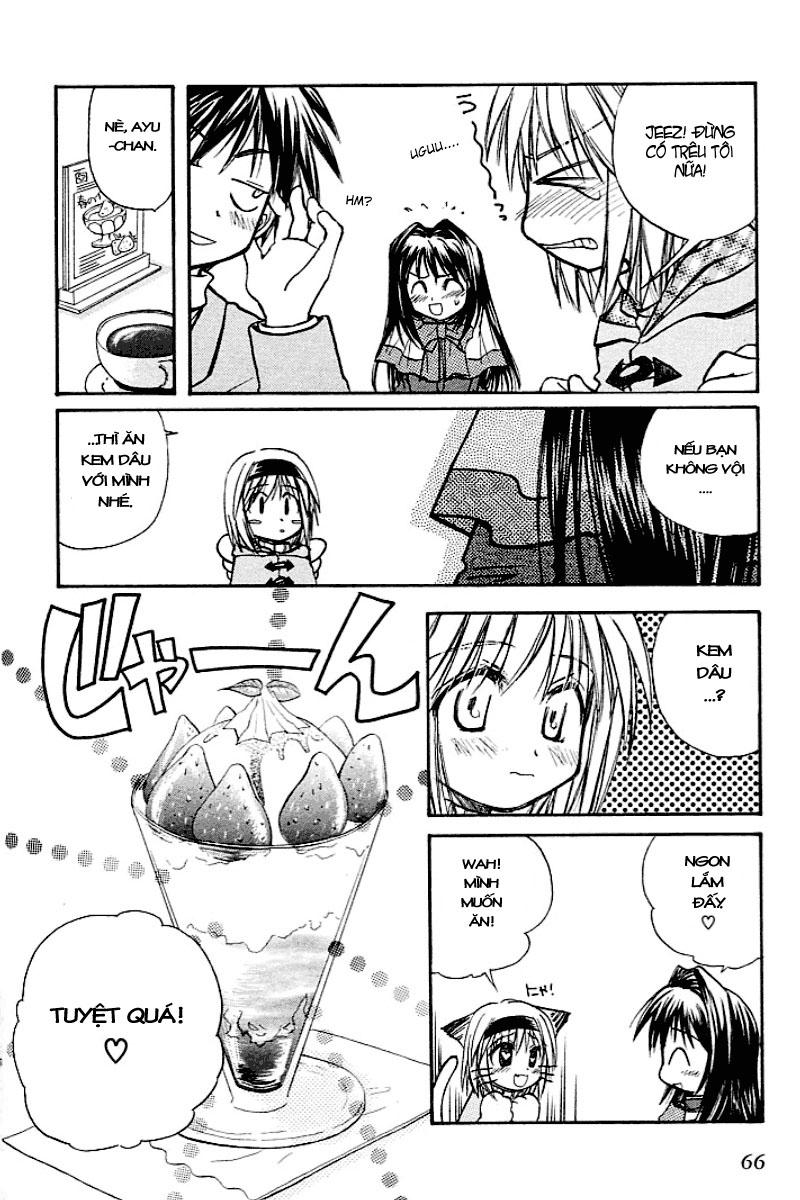 JEEZ! ĐỪNG
CÓ TRÊU TÔI
NỮA!
UGUU....
HM?
NÈ, AYU
-CHAN.
NẾU BẠN
KHÔNG VỘI
....
...THÌ ĂN
KEM DÂU
VỚI MÌNH
NHÉ.
KEM
DÂU
...?
じゃーん
NGON
LẮM
ĐẤY.
♡
WAH!
MÌNH
MUỐN
ĂN!
にゃ!
TUYỆT QUÁ!
♡
66